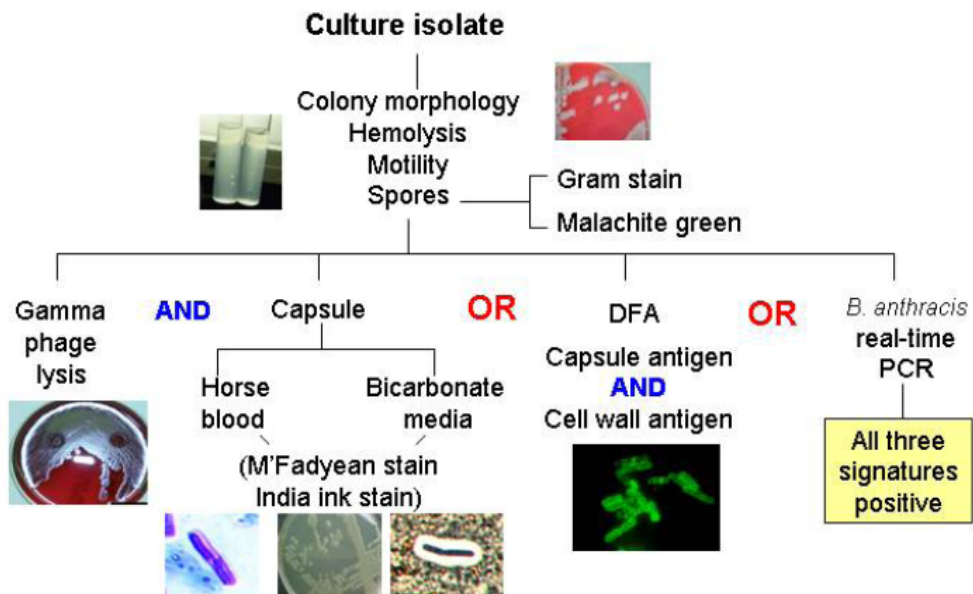 Culture isolate
Colony morphology
Hemolysis
Motility
Spores
Gram stain
Malachite green
Gamma
phage
lysis
AND
Capsule
Horse
blood
Bicarbonate
media
(M'Fadyean stain
India ink stain)
OR
DFA
Capsule antigen
AND
Cell wall antigen
OR
B. anthracis
real-time
PCR
All three
signatures
positive